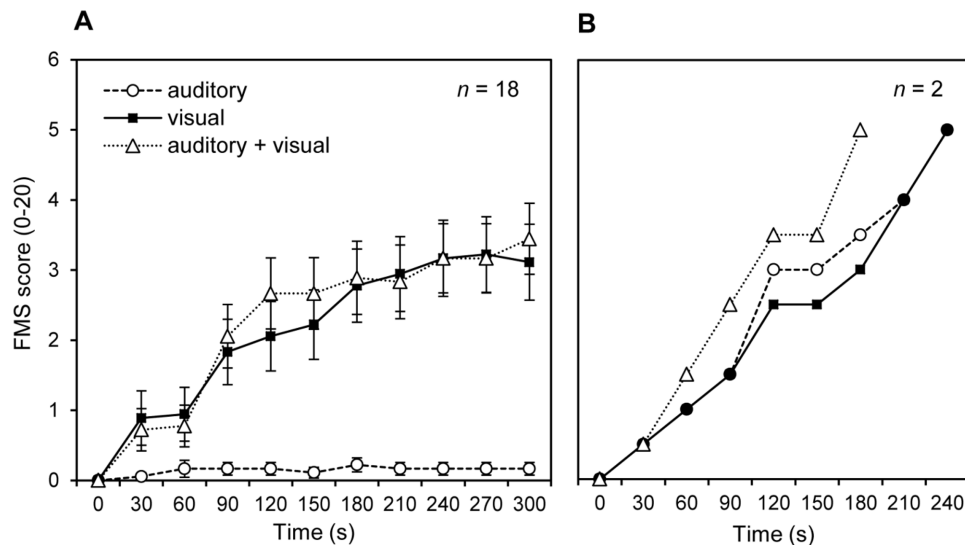 A
B
6
5
4
3
2
1
0
FMS score (0-20)
auditory
visual
auditory + visual
n = 18
n = 2
0 30 60 90 120 150 180 210 240 270 300
0 30 60 90 120 150 180 210 240
Time (s)
Time (s)